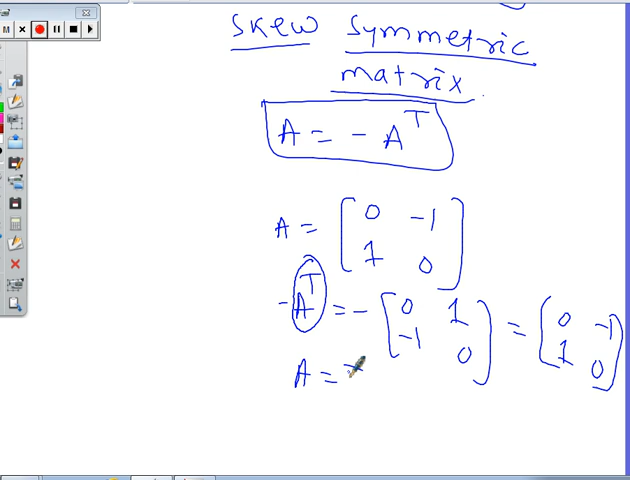 Skew Symmetric
matrix
A = - A^T
A = [0 -1
1 0]
-A^T = - [0 1
-1 0] = [0 -1
1 0]
A =
M